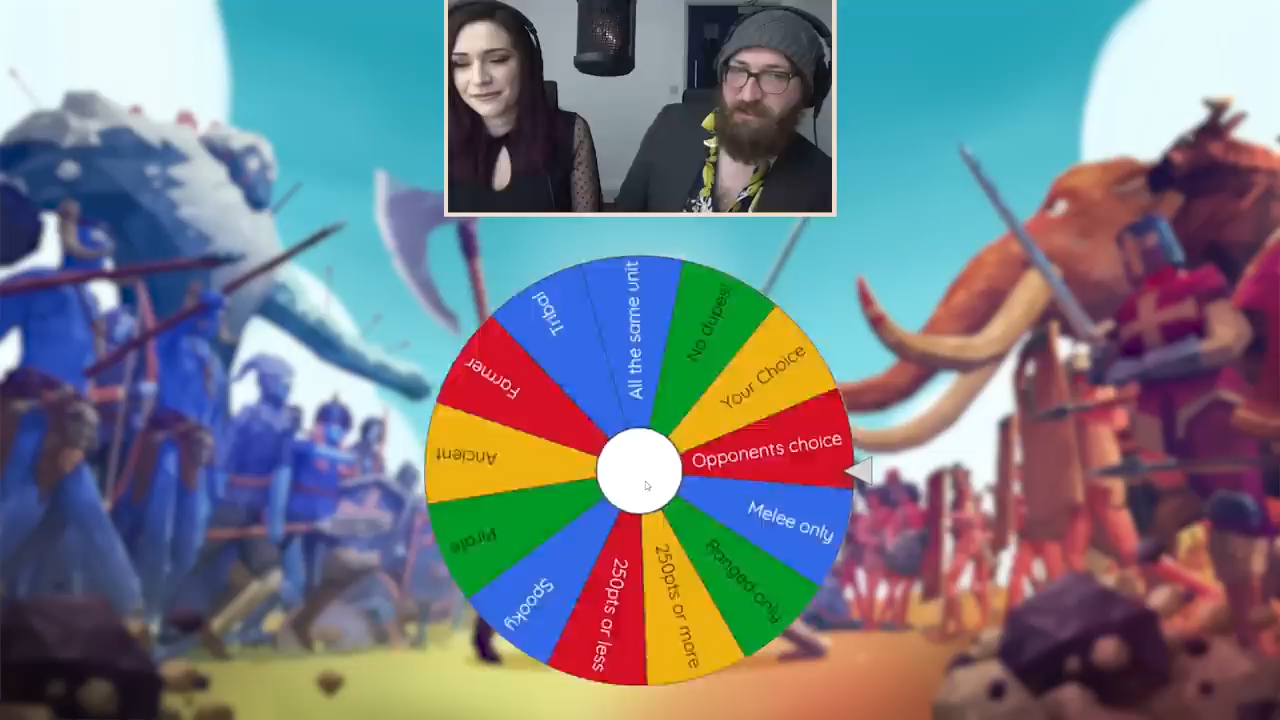 All the same unit
No dupes!
Your Choice
Opponents choice
Melee only
Ranged only
250pts or more
250pts or less
Spooky
Pirate
Ancient
Farmer
Tribal